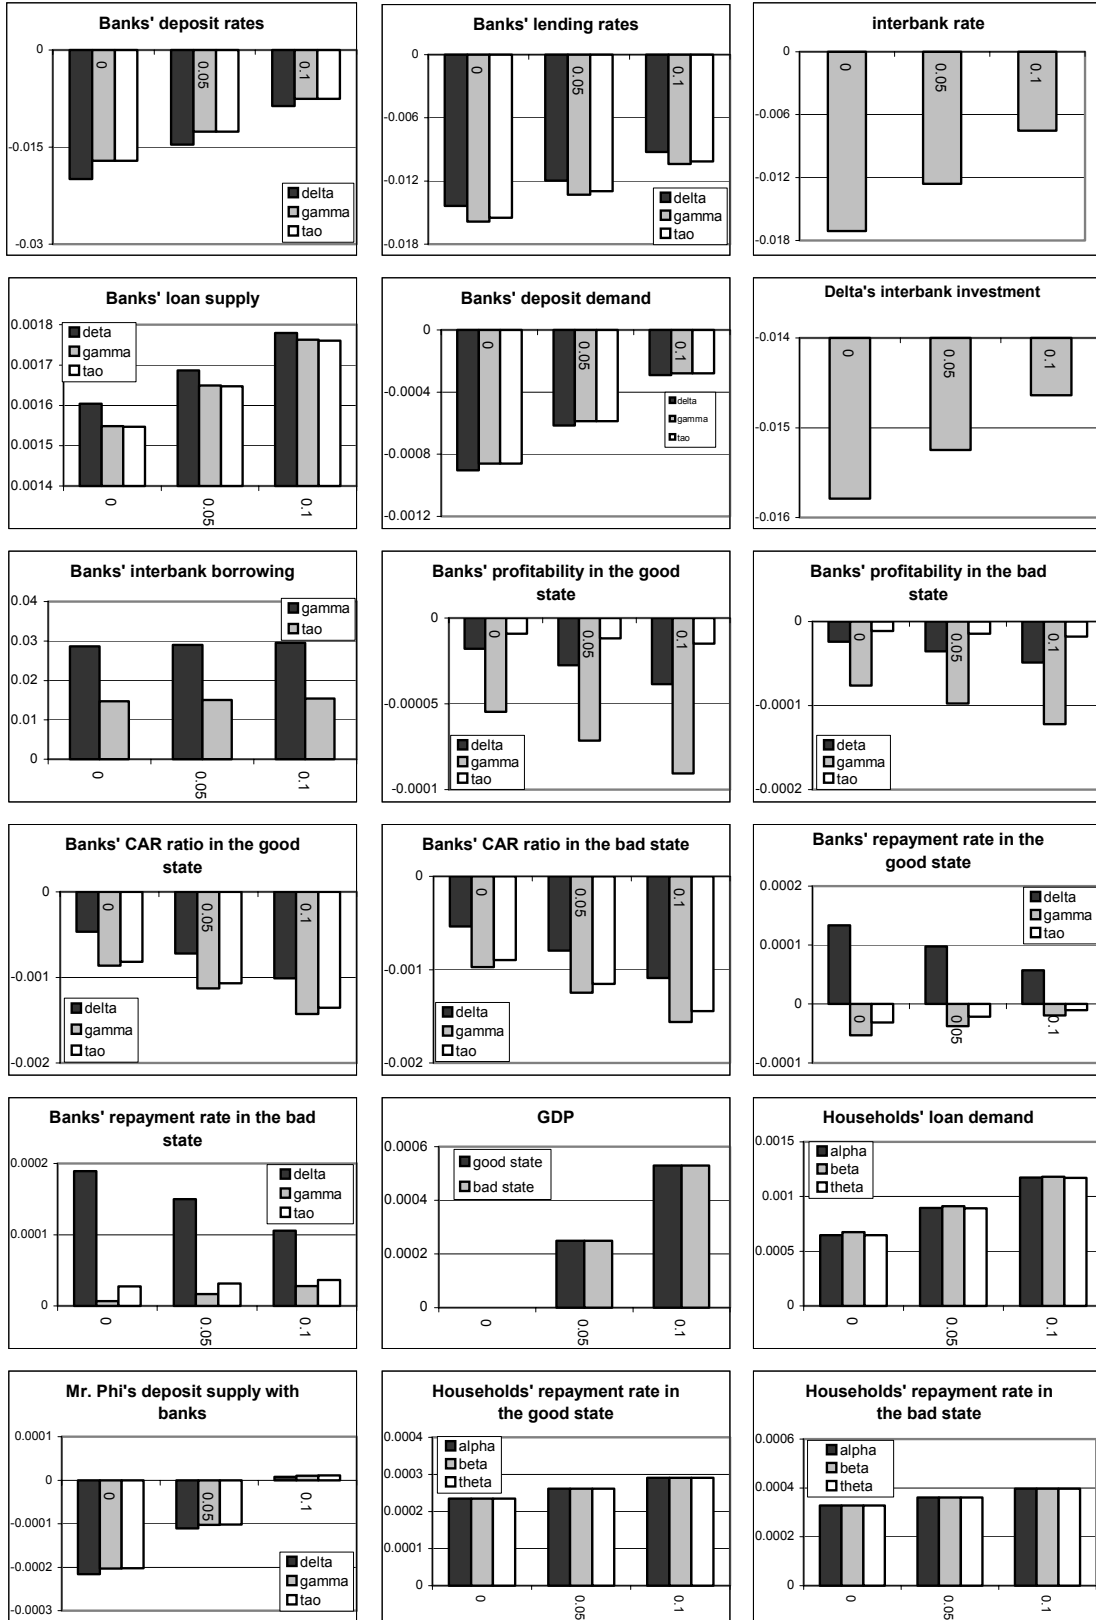 Banks' deposit rates
0
-0.015
-0.03
0
0.05
0.1
delta
gamma
tao
Banks' lending rates
0
-0.006
-0.012
-0.018
0
0.05
0.1
delta
gamma
tao
interbank rate
0
-0.006
-0.012
-0.018
0
0.05
0.1
Banks' loan supply
0.0018
0.0017
0.0016
0.0015
0.0014
deta
gamma
tao
0
0.05
0.1
Banks' deposit demand
0
-0.0004
-0.0008
-0.0012
0
0.05
0.1
delta
gamma
tao
Delta's interbank investment
-0.014
-0.015
-0.016
0
0.05
0.1
Banks' interbank borrowing
0.04
0.03
0.02
0.01
0
gamma
tao
0
0.05
0.1
Banks' profitability in the good
state
0
-0.00005
-0.0001
0
0.05
0.1
delta
gamma
tao
Banks' profitability in the bad
state
0
-0.0001
-0.0002
0
0.05
0.1
deta
gamma
tao
Banks' CAR ratio in the good
state
0
-0.001
-0.002
0
0.05
0.1
delta
gamma
tao
Banks' CAR ratio in the bad state
0
-0.001
-0.002
0
0.05
0.1
delta
gamma
tao
Banks' repayment rate in the
good state
0.0002
0.0001
0
-0.0001
delta
gamma
tao
0
0.05
0.1
Banks' repayment rate in the bad
state
0.0002
0.0001
0
delta
gamma
tao
0
0.05
0.1
GDP
0.0006
0.0004
0.0002
0
good state
bad state
0
0.05
0.1
Households' loan demand
0.0015
0.001
0.0005
0
alpha
beta
theta
0
0.05
0.1
Mr. Phi's deposit supply with
banks
0.0001
0
-0.0001
-0.0002
-0.0003
0
0.05
0.1
delta
gamma
tao
Households' repayment rate in
the good state
0.0004
0.0003
0.0002
0.0001
0
alpha
beta
theta
0
0.05
0.1
Households' repayment rate in
the bad state
0.0006
0.0004
0.0002
0
alpha
beta
theta
0
0.05
0.1